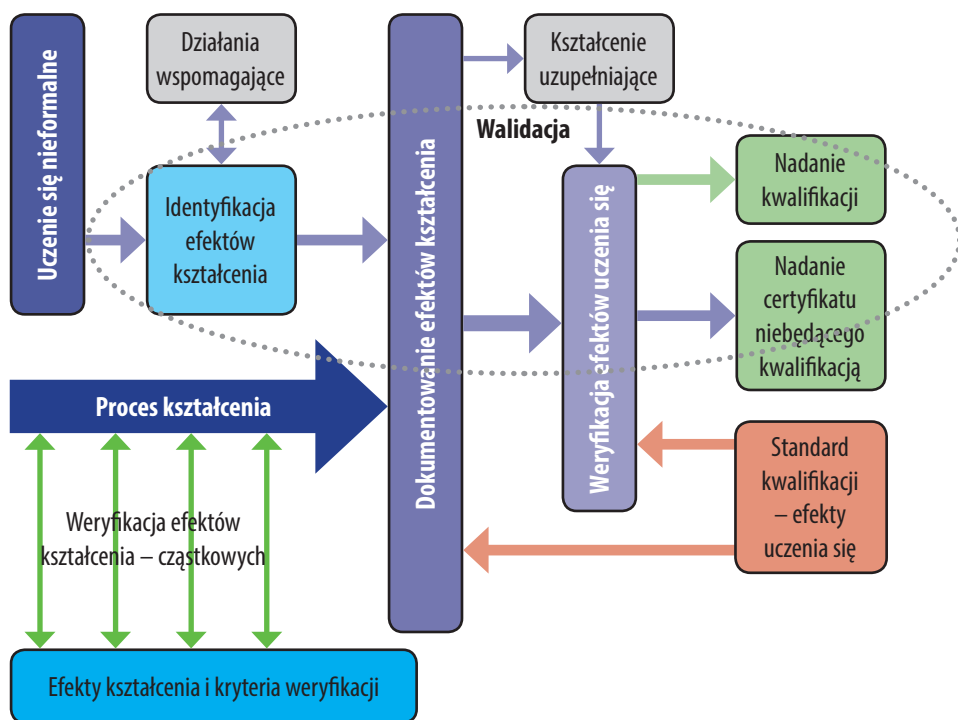 Uczenie się nieformalne
Działania
wspomagające
Identyfikacja
efektów
kształcenia
Dokumentowanie efektów kształcenia
Kształcenie
uzupełniające
Walidacja
Weryfikacja efektów uczenia się
Nadanie
kwalifikacji
Nadanie
certyfikatu
niebędącego
kwalifikacją
Proces kształcenia
Standard
kwalifikacji
– efekty
uczenia się
Weryfikacja efektów
kształcenia – cząstkowych
Efekty kształcenia i kryteria weryfikacji